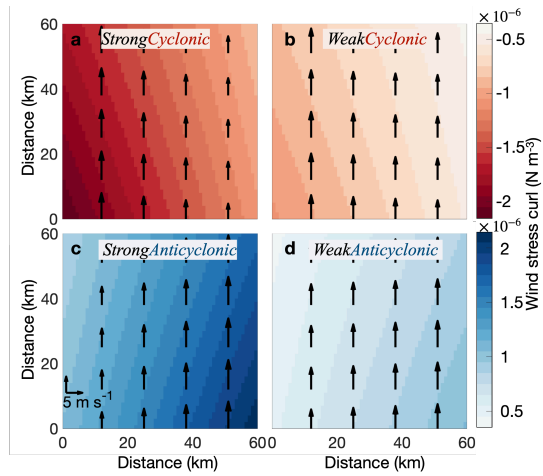 ×10⁻⁶
a StrongCyclonic
b WeakCyclonic
60
40
20
0
Distance (km)
-0.5
-1
-1.5
-2
Wind stress curl (N m⁻³)
×10⁻⁶
c StrongAnticyclonic
d WeakAnticyclonic
60
40
20
0
Distance (km)
5 m s⁻¹
2
1.5
1
0.5
0 20 40 60 0 20 40 60
Distance (km) Distance (km)